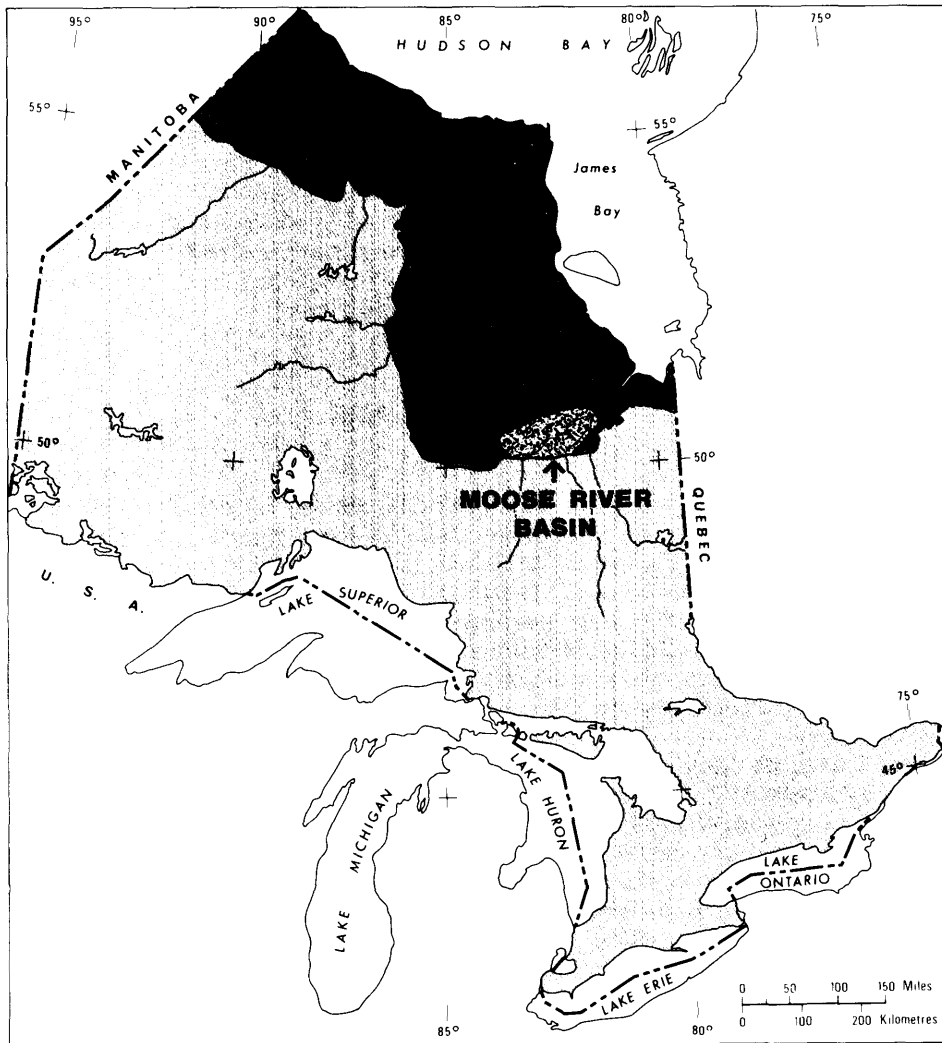 95°
90°
85°
80°
75°
HUDSON BAY
55°
55°
MANITOBA
James
Bay
50°
50°
MOOSE RIVER
BASIN
QUEBEC
U. S. A.
LAKE SUPERIOR
75°
45°
LAKE MICHIGAN
LAKE HURON
LAKE
ONTARIO
LAKE ERIE
0 50 100 150 Miles
0 100 200 Kilometres
85°
80°